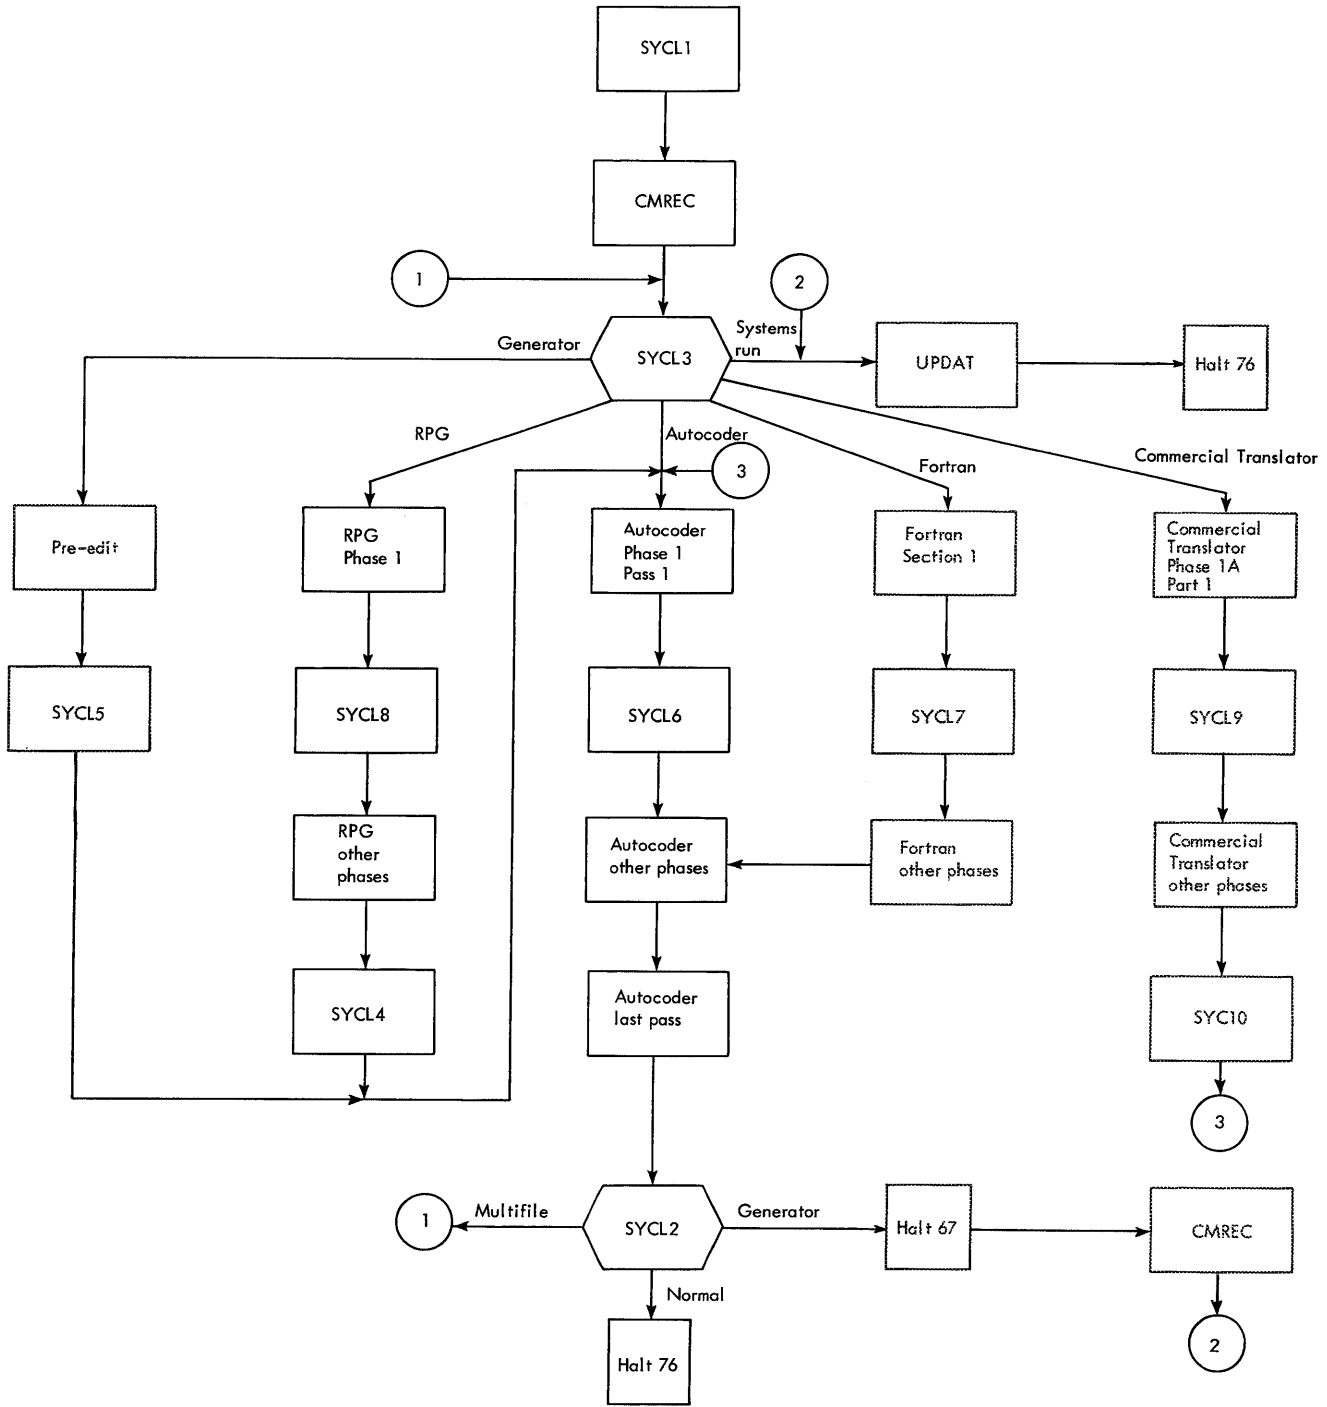 SYCL1
CMREC
1
2
Systems
run
Generator
SYCL3
UPDAT
Halt 76
RPG
Autocoder
3
Fortran
Commercial Translator
Pre-edit
RPG
Phase 1
Autocoder
Phase 1
Pass 1
Fortran
Section 1
Commercial
Translator
Phase 1A
Part 1
SYCL5
SYCL8
SYCL6
SYCL7
SYCL9
RPG
other
phases
Autocoder
other phases
Fortran
other phases
Commercial
Translator
other phases
SYCL4
Autocoder
last pass
SYC10
3
1
Multifile
SYCL2
Generator
Halt 67
CMREC
Normal
Halt 76
2